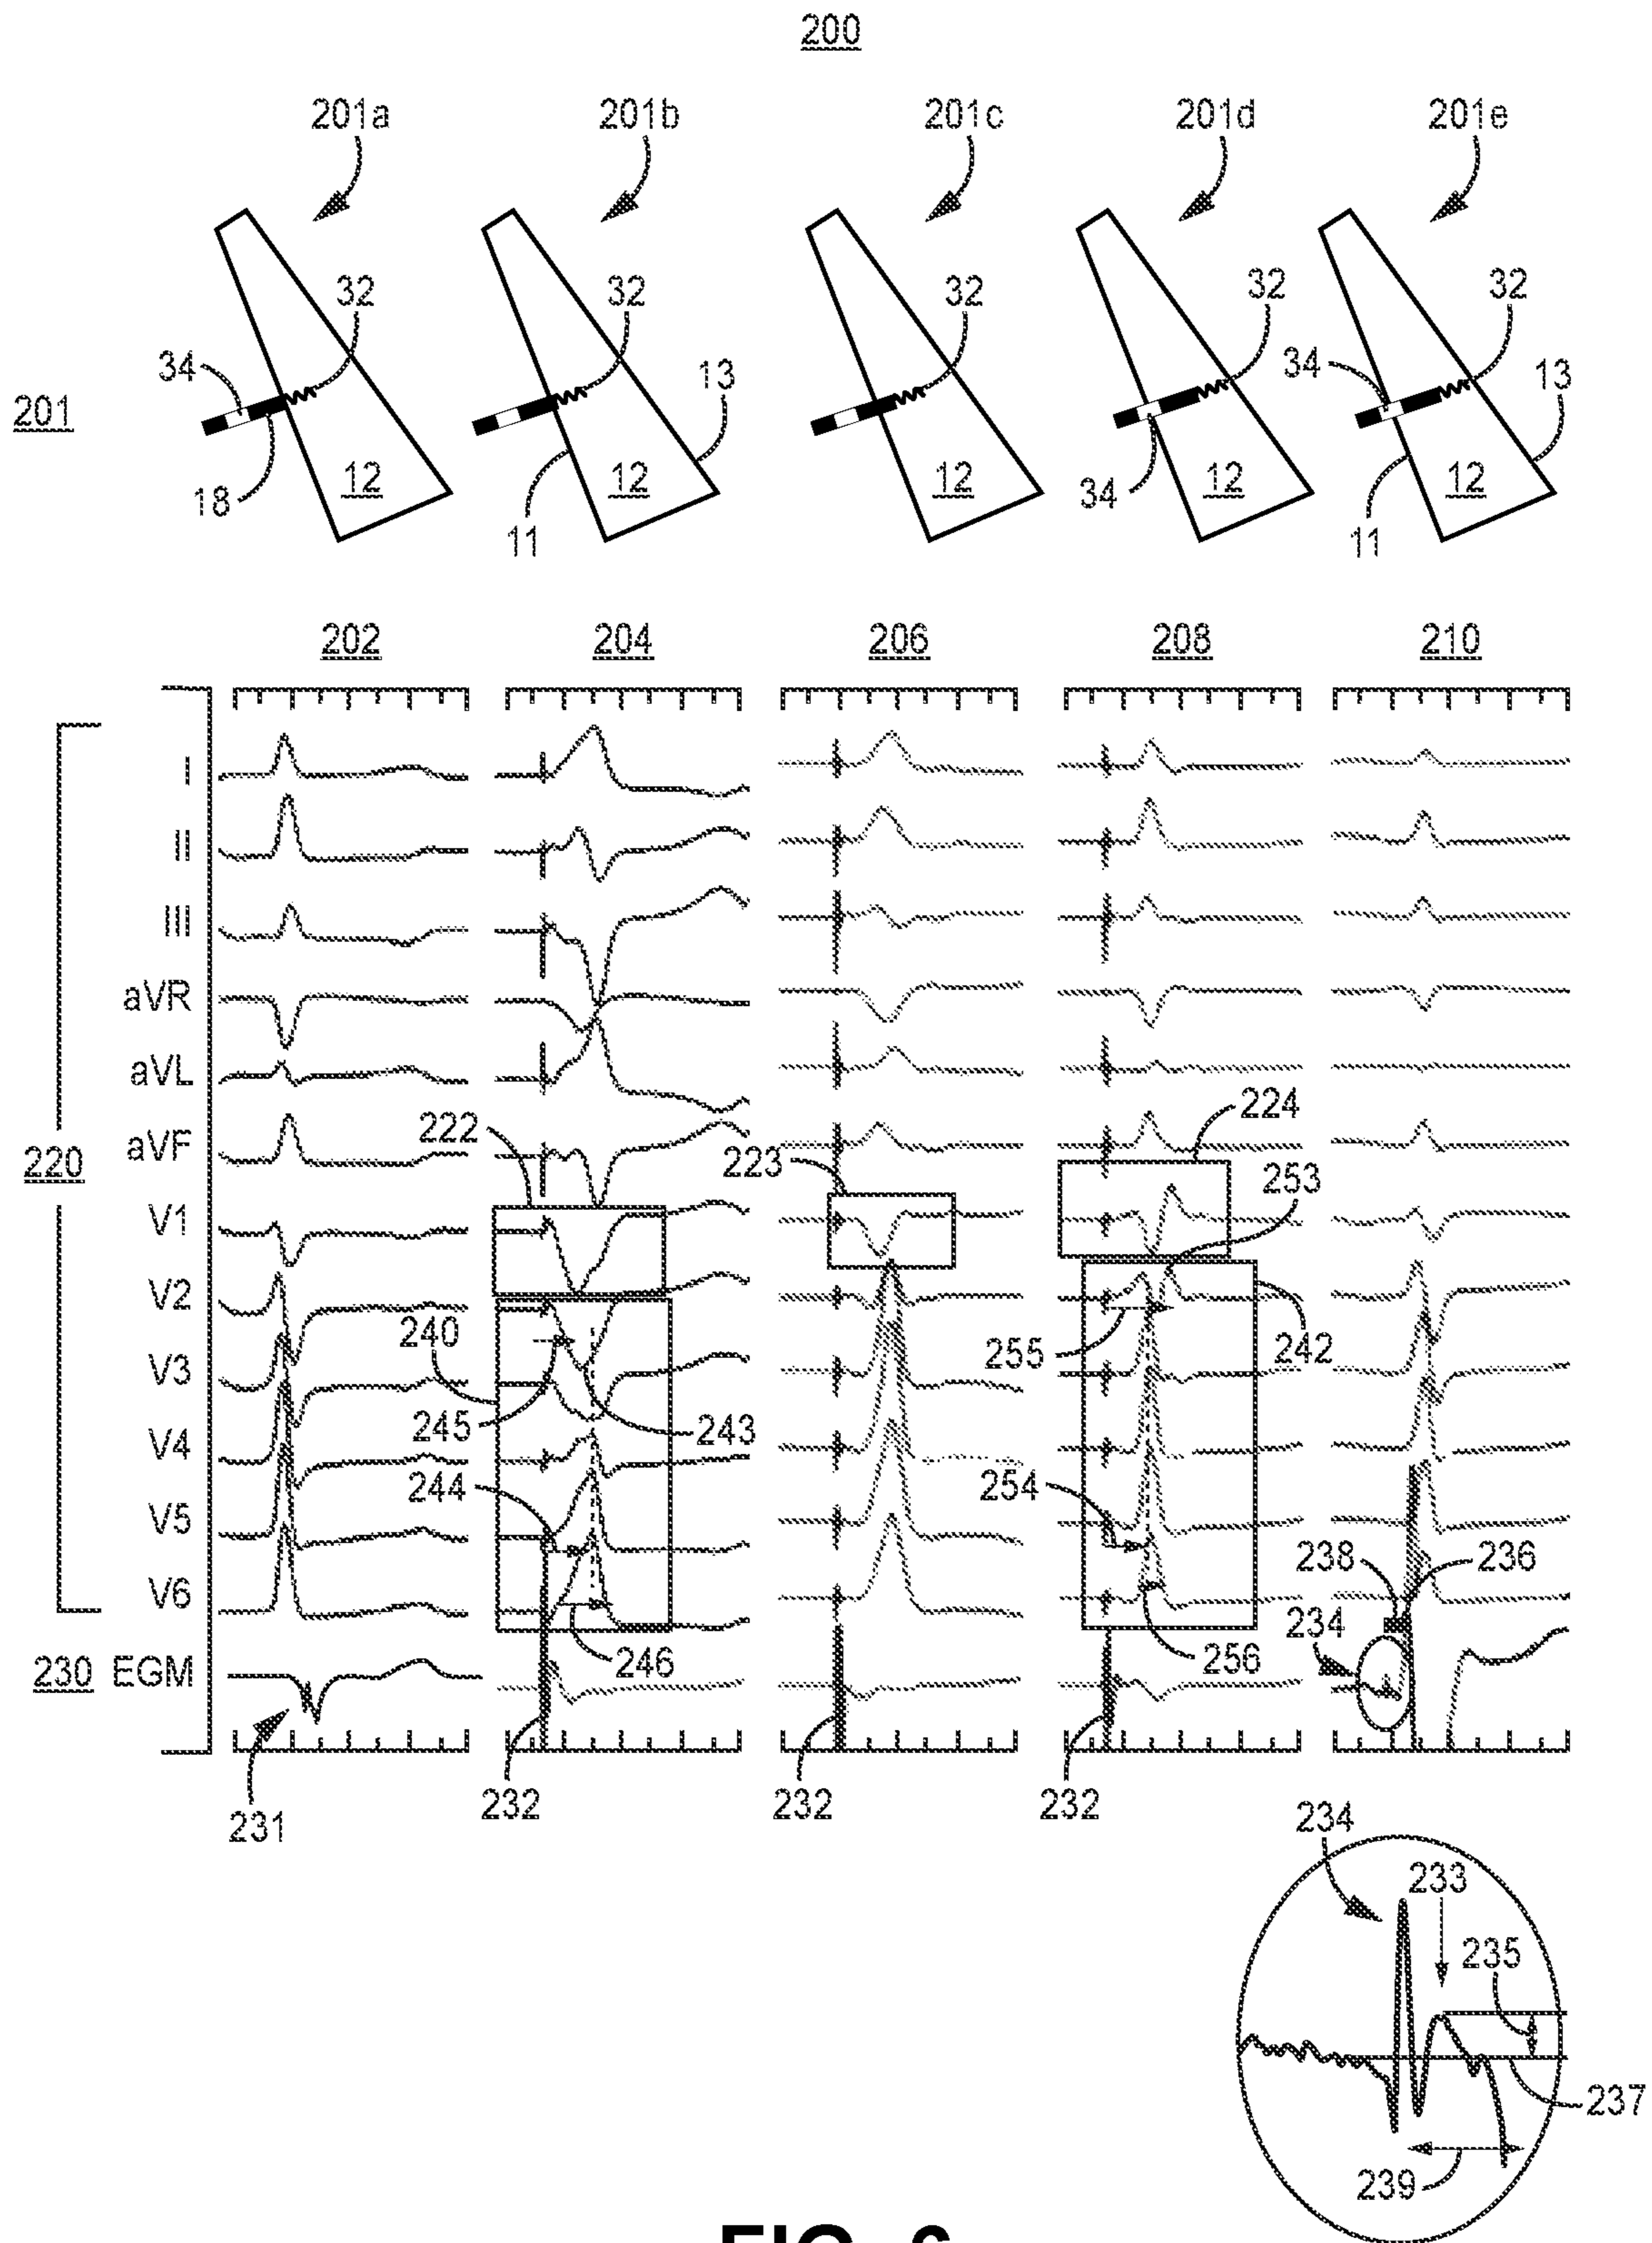 200
201a 201b 201c 201d 201e
32 32 32 32 32
34 13 34 13
201
18 12 12 12 34 12 12
11 11
202 204 206 208 210
I
II
III
aVR
aVL
224
aVF 222 223 253
220
V1
V2
240 255 242
V3
245 243
V4
244 254
V5
238 236
V6
234
246 256
230 EGM
232 232 232
231
234
233
235
237
239